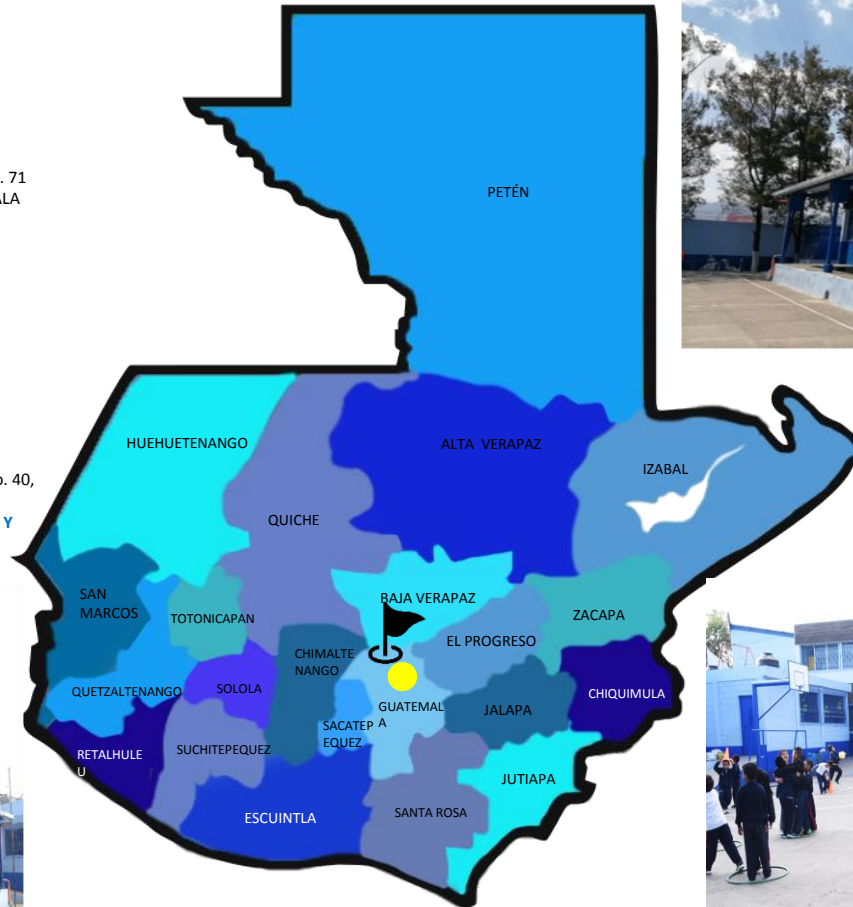 . 71
ALA
PETÉN
HUEHUETENANGO
ALTA VERAPAZ
IZABAL
o. 40,
QUICHE
Y
SAN
MARCOS
TOTONICAPAN
BAJA VERAPAZ
ZACAPA
EL PROGRESO
CHIMALTE
NANGO
QUETZALTENANGO
SOLOLA
CHIQUIMULA
GUATEMAL
A
JALAPA
SACATEP
EQUEZ
RETALHULE
U
SUCHITEPEQUEZ
JUTIAPA
ESCUINTLA
SANTA ROSA